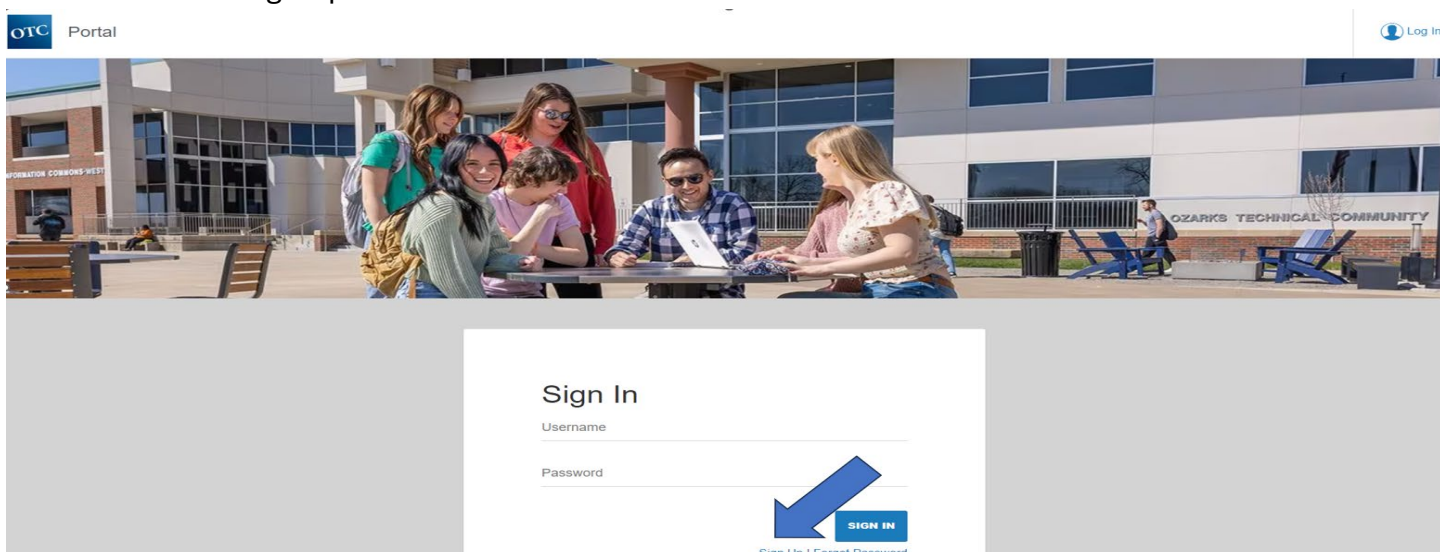 OTC Portal
Log In
INFORMATION COMMONS WEST
OZARKS TECHNICAL COMMUNITY
Sign In
Username
Password
SIGN IN
Sign Up | Forgot Password